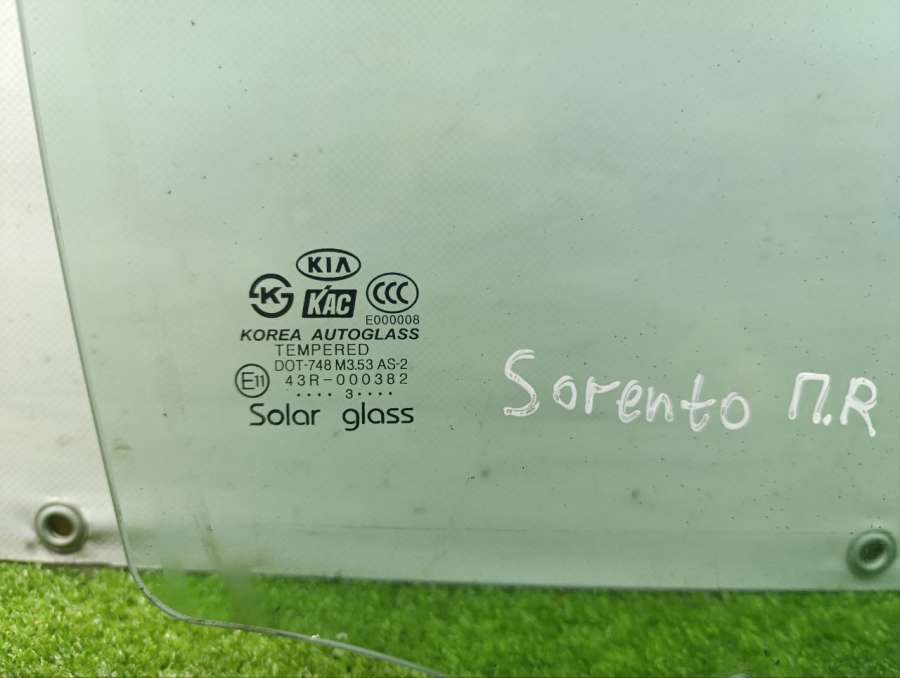 KIA
K KAC CCC
E000008
KOREA AUTOGLASS
TEMPERED
DOT-748 M3.53 AS-2
E11 43R-000382
···· 3 ····
Solar glass
Sorento П.R